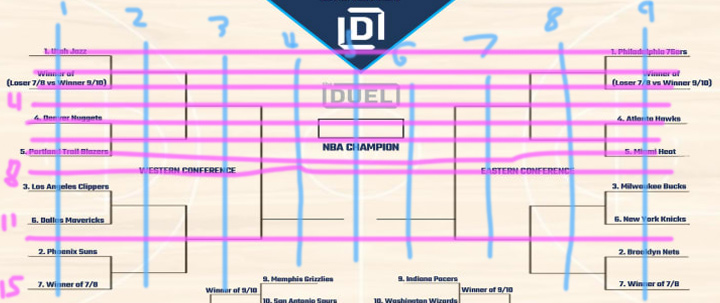 1 2 3 4 5 6 7 8 9
1. Utah Jazz
1. Philadelphia 76ers
Winner of
(Loser 7/8 vs Winner 9/10)
Winner of
(Loser 7/8 vs Winner 9/10)
THE DUEL
4
4. Denver Nuggets
4. Atlanta Hawks
NBA CHAMPION
5. Portland Trail Blazers
5. Miami Heat
8
WESTERN CONFERENCE
EASTERN CONFERENCE
3. Los Angeles Clippers
3. Milwaukee Bucks
11
6. Dallas Mavericks
6. New York Knicks
2. Phoenix Suns
2. Brooklyn Nets
15
7. Winner of 7/8
7. Winner of 7/8
9. Memphis Grizzlies
9. Indiana Pacers
Winner of 9/10
Winner of 9/10
10. San Antonio Spurs
10. Washington Wizards